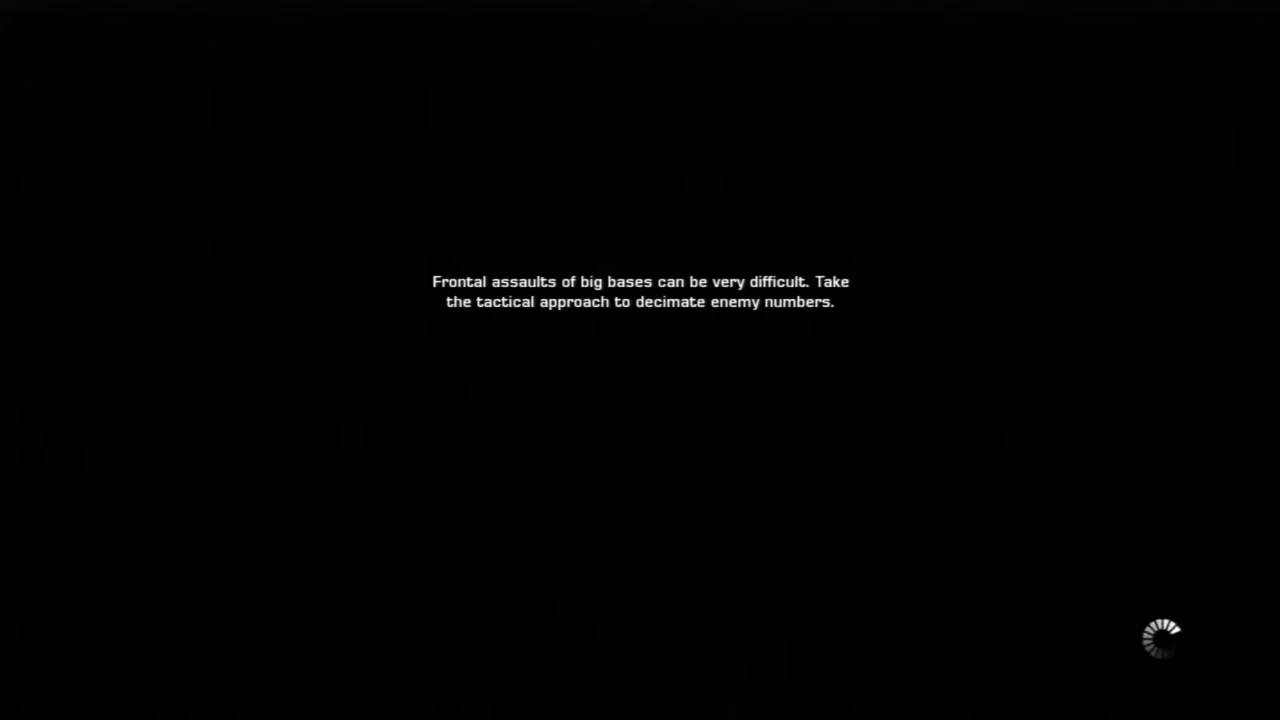 Frontal assaults of big bases can be very difficult. Take
the tactical approach to decimate enemy numbers.